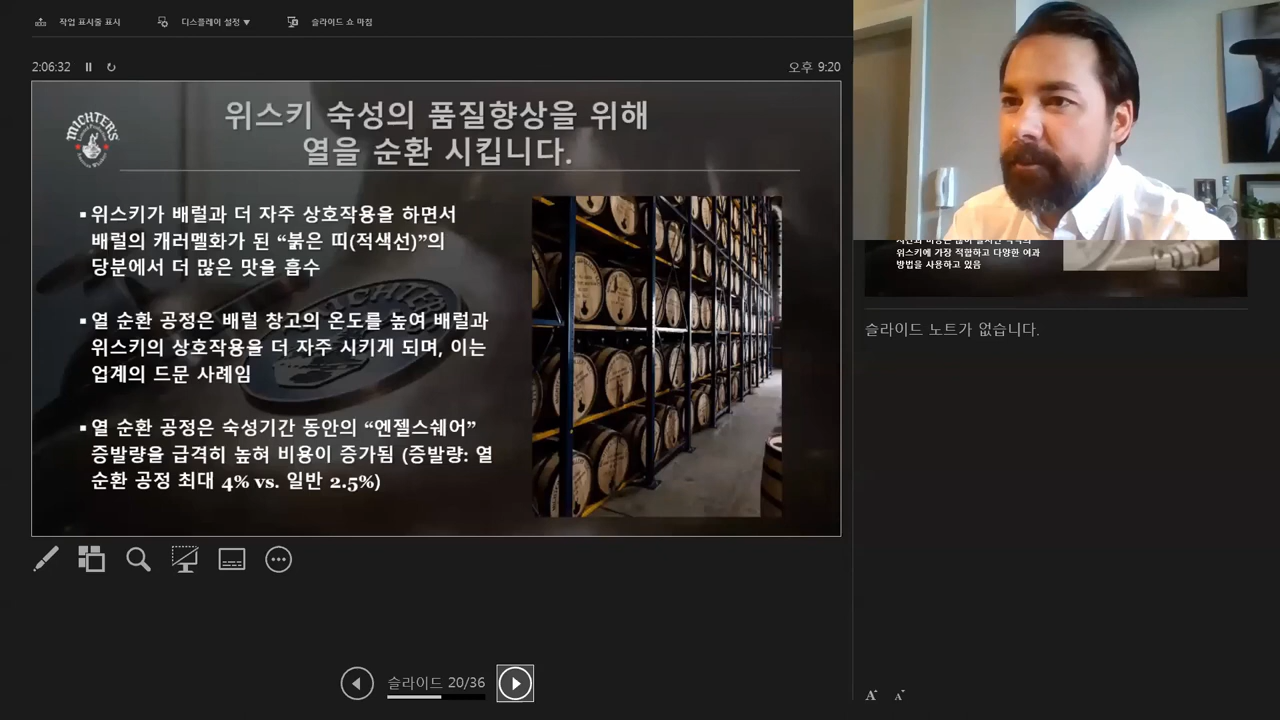 작업 표시줄 표시
디스플레이 설정 ▼
슬라이드 쇼 마침
2:06:32
오후 9:20
MICHTER'S
위스키 숙성의 품질향상을 위해
열을 순환 시킵니다.
▪ 위스키가 배럴과 더 자주 상호작용을 하면서
배럴의 캐러멜화가 된 “붉은 띠(적색선)”의
당분에서 더 많은 맛을 흡수
▪ 열 순환 공정은 배럴 창고의 온도를 높여 배럴과
위스키의 상호작용을 더 자주 시키게 되며, 이는
업계의 드문 사례임
▪ 열 순환 공정은 숙성기간 동안의 “엔젤스쉐어”
증발량을 급격히 높혀 비용이 증가됨 (증발량: 열
순환 공정 최대 4% vs. 일반 2.5%)
위스키에 가장 적합하고 다양한 여과
방법을 사용하고 있음
슬라이드 노트가 없습니다.
슬라이드 20/36
A A